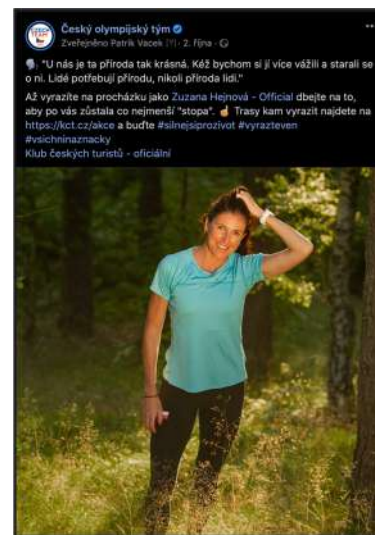 CZECH TEAM
Český olympijský tým
Zveřejněno Patrik Vacek [?] · 2. října ·
"U nás je ta příroda tak krásná. Kéž bychom si jí více vážili a starali se
o ni. Lidé potřebují přírodu, nikoli příroda lidi."
Až vyrazíte na procházku jako Zuzana Hejnová - Official dbejte na to,
aby po vás zůstala co nejmenší "stopa". ☝ Trasy kam vyrazit najdete na
https://kct.cz/akce a buďte #silnejsiprozivot #vyrazteven
#vsichninaznacky
Klub českých turistů - oficiální